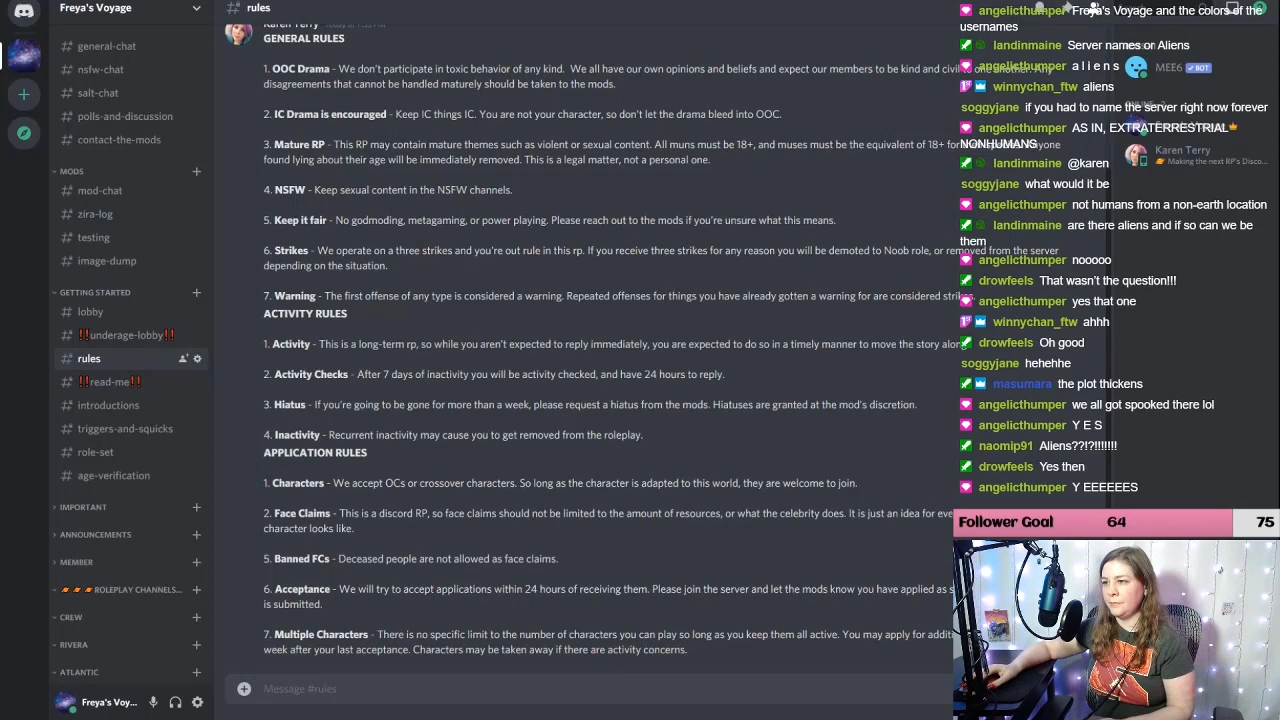 Freya's Voyage
general-chat
nsfw-chat
salt-chat
polls-and-discussion
contact-the-mods
MODS
mod-chat
zira-log
testing
image-dump
GETTING STARTED
lobby
!!underage-lobby!!
rules
!!read-me!!
introductions
triggers-and-squicks
role-set
age-verification
IMPORTANT
ANNOUNCEMENTS
MEMBER
ROLEPLAY CHANNELS...
CREW
RIVERA
ATLANTIC
Freya's Voy...
rules
Karen Terry
GENERAL RULES
1. OOC Drama - We don't participate in toxic behavior of any kind.  We all have our own opinions and beliefs and expect our members to be kind and civil
disagreements that cannot be handled maturely should be taken to the mods.
2. IC Drama is encouraged - Keep IC things IC. You are not your character, so don't let the drama bleed into OOC.
3. Mature RP - This RP may contain mature themes such as violent or sexual content. All muns must be 18+, and muses must be the equivalent of 18+ for
found lying about their age will be immediately removed. This is a legal matter, not a personal one.
4. NSFW - Keep sexual content in the NSFW channels.
5. Keep it fair - No godmoding, metagaming, or power playing. Please reach out to the mods if you're unsure what this means.
6. Strikes - We operate on a three strikes and you're out rule in this rp. If you receive three strikes for any reason you will be demoted to Noob role, or removed from the server
depending on the situation.
7. Warning - The first offense of any type is considered a warning. Repeated offenses for things you have already gotten a warning for are considered strikes.
ACTIVITY RULES
1. Activity - This is a long-term rp, so while you aren't expected to reply immediately, you are expected to do so in a timely manner to move the story along
2. Activity Checks - After 7 days of inactivity you will be activity checked, and have 24 hours to reply.
3. Hiatus - If you're going to be gone for more than a week, please request a hiatus from the mods. Hiatuses are granted at the mod's discretion.
4. Inactivity - Recurrent inactivity may cause you to get removed from the roleplay.
APPLICATION RULES
1. Characters - We accept OCs or crossover characters. So long as the character is adapted to this world, they are welcome to join.
2. Face Claims - This is a discord RP, so face claims should not be limited to the amount of resources, or what the celebrity does. It is just an idea for
character looks like.
5. Banned FCs - Deceased people are not allowed as face claims.
6. Acceptance - We will try to accept applications within 24 hours of receiving them. Please join the server and let the mods know you have applied as
is submitted.
7. Multiple Characters - There is no specific limit to the number of characters you can play so long as you keep them all active. You may apply for
week after your last acceptance. Characters may be taken away if there are activity concerns.
Message #rules
angelicthumper Freya's Voyage and the colors of the
usernames
landinmaine Server names or Aliens
angelicthumper a l i e n s
winnychan_ftw aliens
soggyjane if you had to name them ever right now forever
angelicthumper AS IN, EXTRATERRESTRIAL
NONHUMANS
landinmaine @karen
soggyjane what would it be
angelicthumper not humans from a non-earth location
landinmaine are there aliens and if so can we be
them
angelicthumper nooooo
drowfeels That wasn't the question!!!
angelicthumper yes that one
winnychan_ftw ahhh
drowfeels Oh good
soggyjane hehehhe
masumara the plot thickens
angelicthumper we all got spooked there lol
angelicthumper Y E S
naomip91 Aliens??!?!!!!!!!
drowfeels Yes then
angelicthumper Y EEEEEES
MEE6 BOT
Karen Terry
Making the next RP's Disco...
Follower Goal 64 75